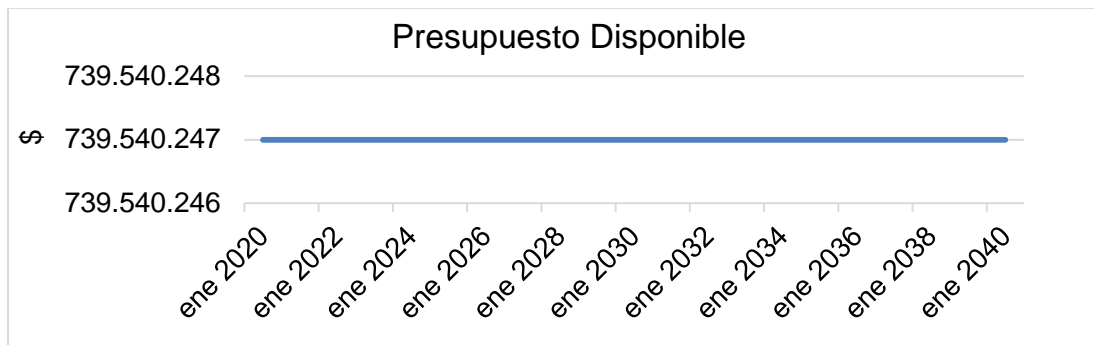 Presupuesto Disponible
739.540.248
$
739.540.247
739.540.246
ene 2020
ene 2022
ene 2024
ene 2026
ene 2028
ene 2030
ene 2032
ene 2034
ene 2036
ene 2038
ene 2040